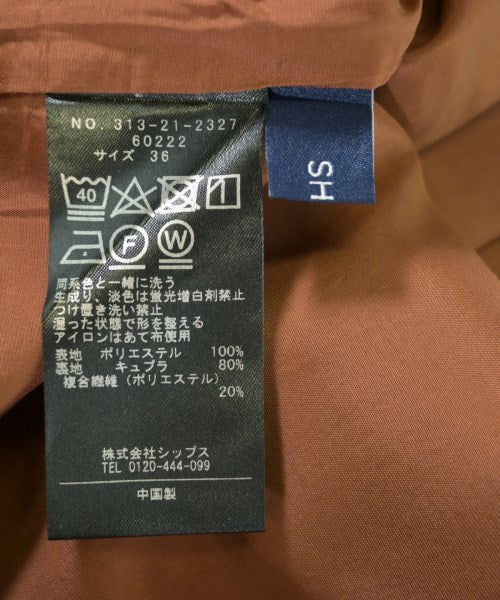 NO. 313-21-2327
60222
サイズ 36
40
F
W
同系色と一緒に洗う
生成り、淡色は蛍光増白剤禁止
つけ置き洗い禁止
湿った状態で形を整える
アイロンはあて布使用
表地 ポリエステル 100%
裏地 キュプラ 80%
複合繊維(ポリエステル)
20%
株式会社シップス
TEL 0120-444-099
中国製
SH